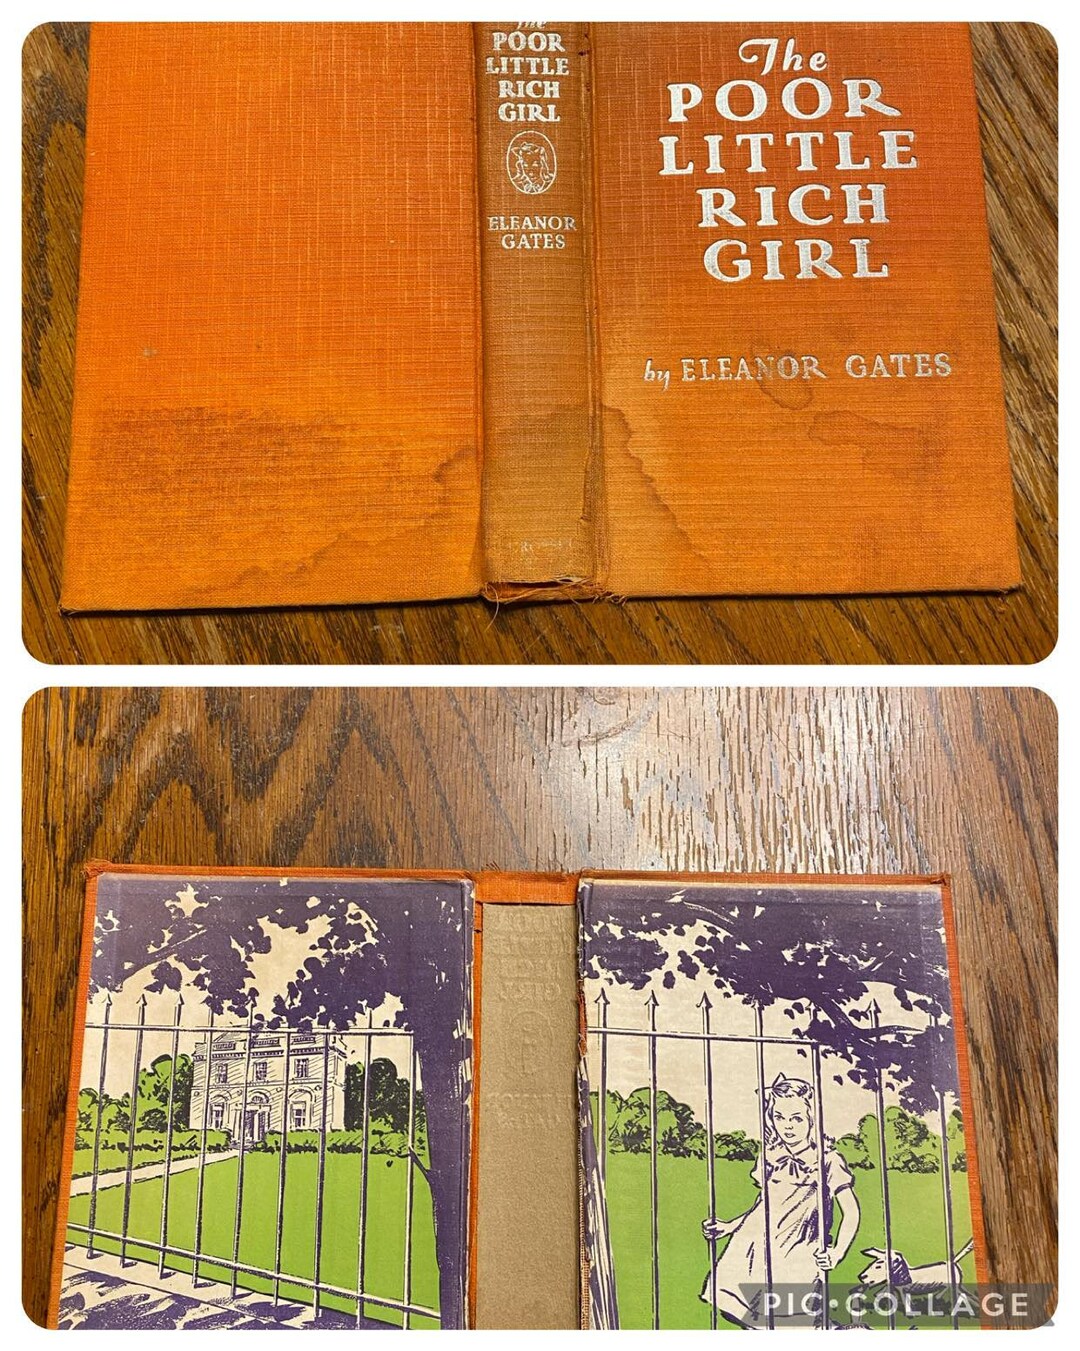 The
POOR
LITTLE
RICH
GIRL
ELEANOR
GATES
The
POOR
LITTLE
RICH
GIRL
by ELEANOR GATES
PIC•COLLAGE